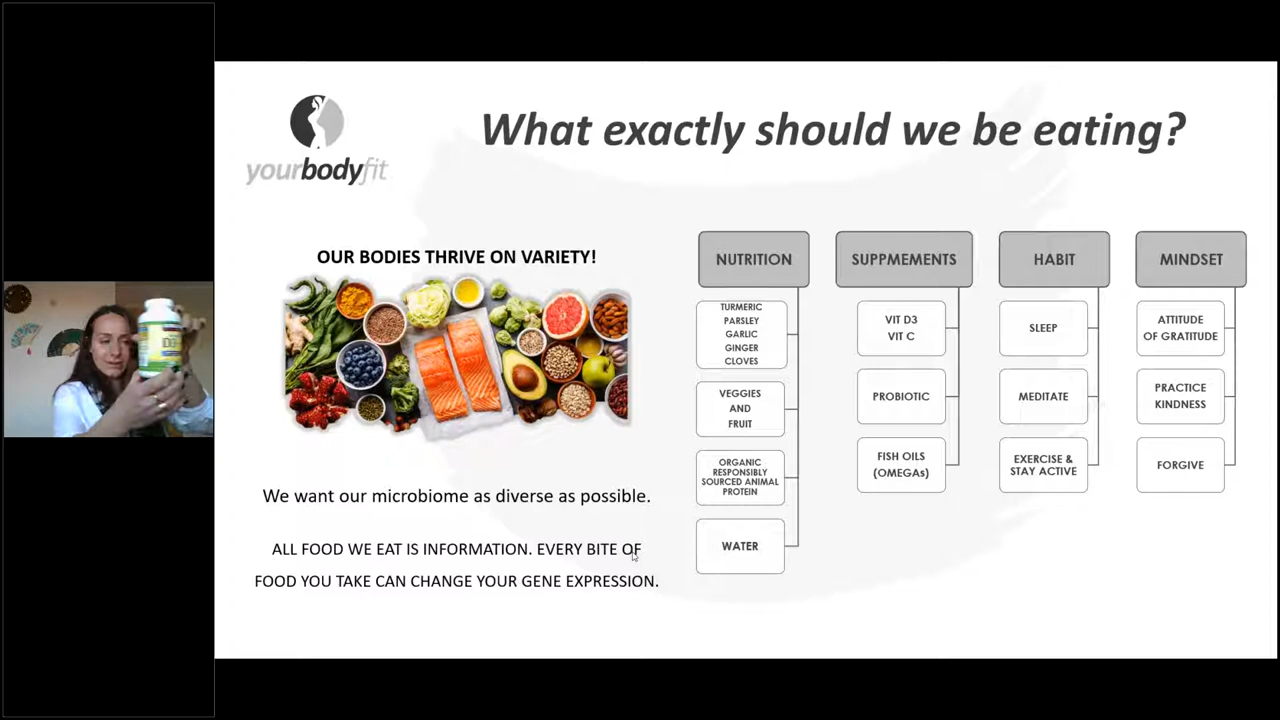 What exactly should we be eating?
yourbodyfit
OUR BODIES THRIVE ON VARIETY!
We want our microbiome as diverse as possible.
ALL FOOD WE EAT IS INFORMATION. EVERY BITE OF
FOOD YOU TAKE CAN CHANGE YOUR GENE EXPRESSION.
NUTRITION
TURMERIC
PARSLEY
GARLIC
GINGER
CLOVES
VEGGIES
AND
FRUIT
ORGANIC
RESPONSIBLY
SOURCED ANIMAL
PROTEIN
WATER
SUPPMEMENTS
VIT D3
VIT C
PROBIOTIC
FISH OILS
(OMEGAs)
HABIT
SLEEP
MEDITATE
EXERCISE &
STAY ACTIVE
MINDSET
ATTITUDE
OF GRATITUDE
PRACTICE
KINDNESS
FORGIVE
D3